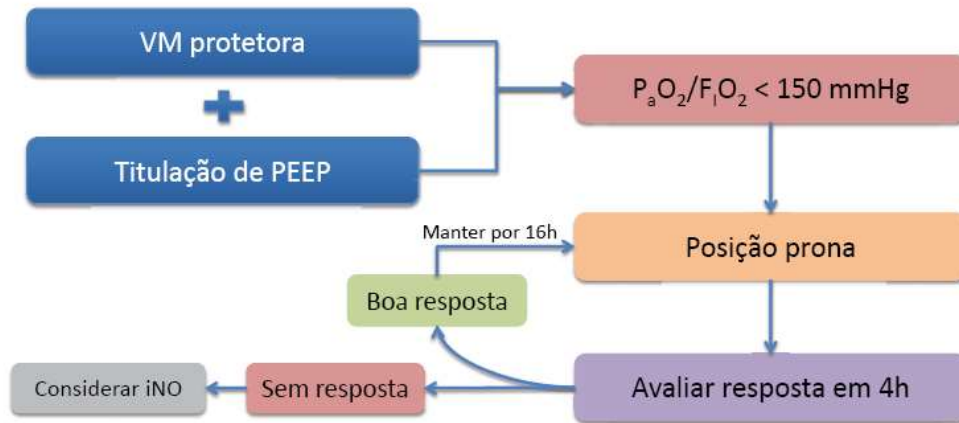 VM protetora
Titulação de PEEP
PaO2/FIO2 < 150 mmHg
Manter por 16h
Posição prona
Boa resposta
Considerar iNO
Sem resposta
Avaliar resposta em 4h